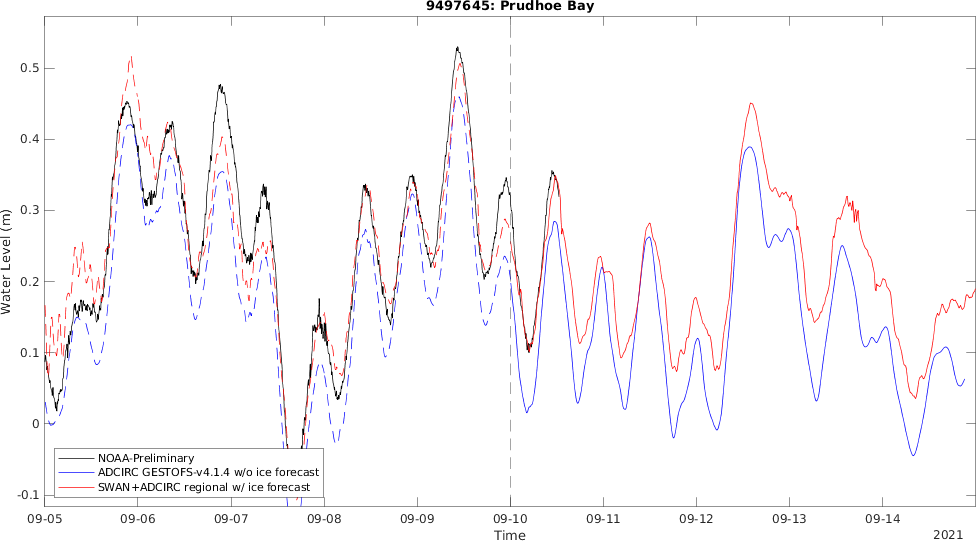 9497645: Prudhoe Bay
Water Level (m)
0.5
0.4
0.3
0.2
0.1
0
-0.1
NOAA-Preliminary
ADCIRC GESTOFS-v4.1.4 w/o ice forecast
SWAN+ADCIRC regional w/ ice forecast
09-05 09-06 09-07 09-08 09-09 09-10 09-11 09-12 09-13 09-14
Time
2021